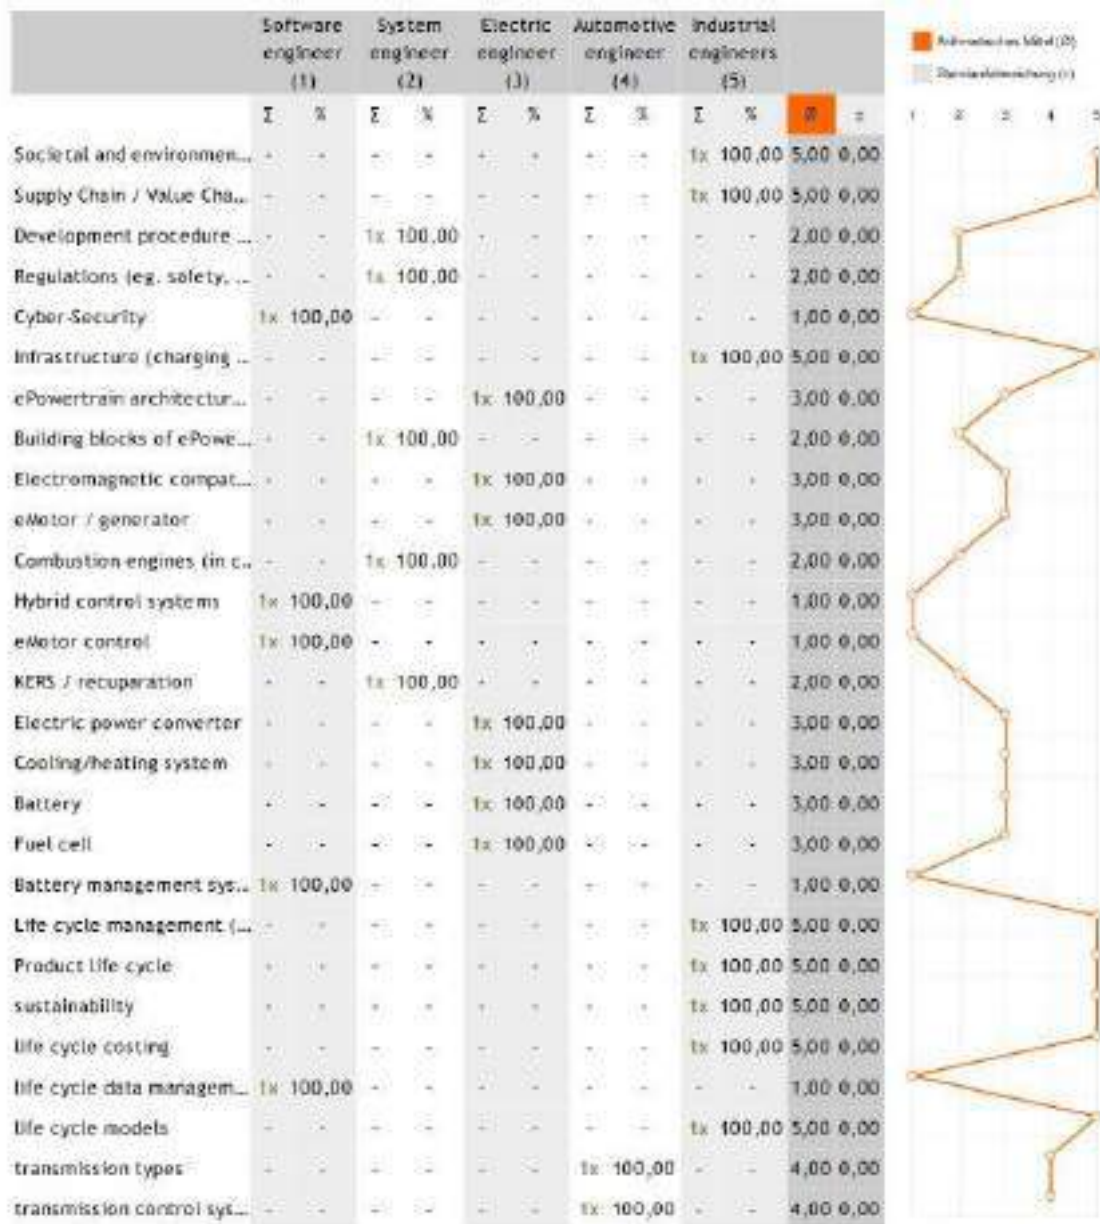 Software engineer (1) System engineer (2) Electric engineer (3) Automotive engineer (4) Industrial engineers (5)
Arithmetisches Mittel (Ø)
Standardabweichung (±)
Σ % Σ % Σ % Σ % Σ % Ø ± 1 2 3 4 5
Societal and environmen... - - - - - - - - 1x 100,00 5,00 0,00
Supply Chain / Value Cha... - - - - - - - - 1x 100,00 5,00 0,00
Development procedure ... - - 1x 100,00 - - - - - - 2,00 0,00
Regulations (eg. safety, ... - - 1x 100,00 - - - - - - 2,00 0,00
Cyber-Security 1x 100,00 - - - - - - - - 1,00 0,00
Infrastructure (charging ... - - - - - - - - 1x 100,00 5,00 0,00
ePowertrain architectur... - - - - 1x 100,00 - - - - 3,00 0,00
Building blocks of ePowe... - - 1x 100,00 - - - - - - 2,00 0,00
Electromagnetic compat... - - - - 1x 100,00 - - - - 3,00 0,00
eMotor / generator - - - - 1x 100,00 - - - - 3,00 0,00
Combustion engines (in c... - - 1x 100,00 - - - - - - 2,00 0,00
Hybrid control systems 1x 100,00 - - - - - - - - 1,00 0,00
eMotor control 1x 100,00 - - - - - - - - 1,00 0,00
KERS / recuparation - - 1x 100,00 - - - - - - 2,00 0,00
Electric power converter - - - - 1x 100,00 - - - - 3,00 0,00
Cooling/heating system - - - - 1x 100,00 - - - - 3,00 0,00
Battery - - - - 1x 100,00 - - - - 3,00 0,00
Fuel cell - - - - 1x 100,00 - - - - 3,00 0,00
Battery management sys... 1x 100,00 - - - - - - - - 1,00 0,00
Life cycle management (... - - - - - - - - 1x 100,00 5,00 0,00
Product life cycle - - - - - - - - 1x 100,00 5,00 0,00
sustainability - - - - - - - - 1x 100,00 5,00 0,00
life cycle costing - - - - - - - - 1x 100,00 5,00 0,00
life cycle data managem... 1x 100,00 - - - - - - - - 1,00 0,00
life cycle models - - - - - - - - 1x 100,00 5,00 0,00
transmission types - - - - - - 1x 100,00 - - 4,00 0,00
transmission control sys... - - - - - - 1x 100,00 - - 4,00 0,00